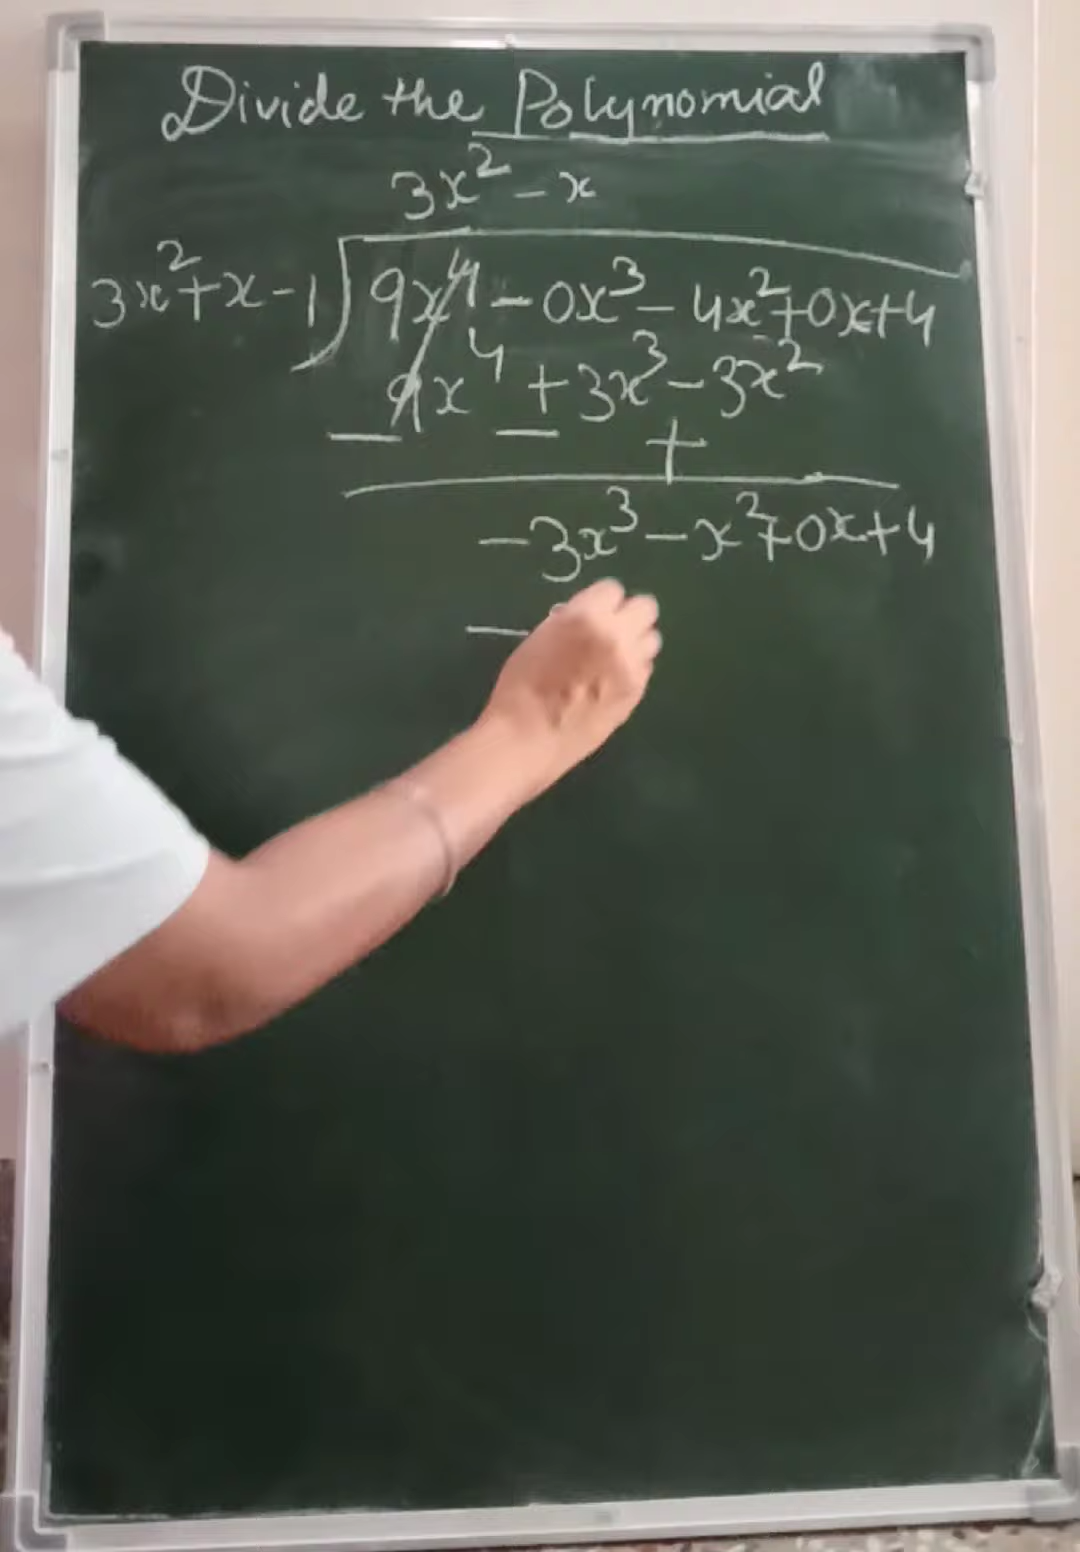 Divide the Polynomial
3x² - x
3x² + x - 1 ) 9x⁴ - 0x³ - 4x² + 0x + 4
9x⁴ + 3x³ - 3x²
- - +
- 3x³ - x² + 0x + 4
-